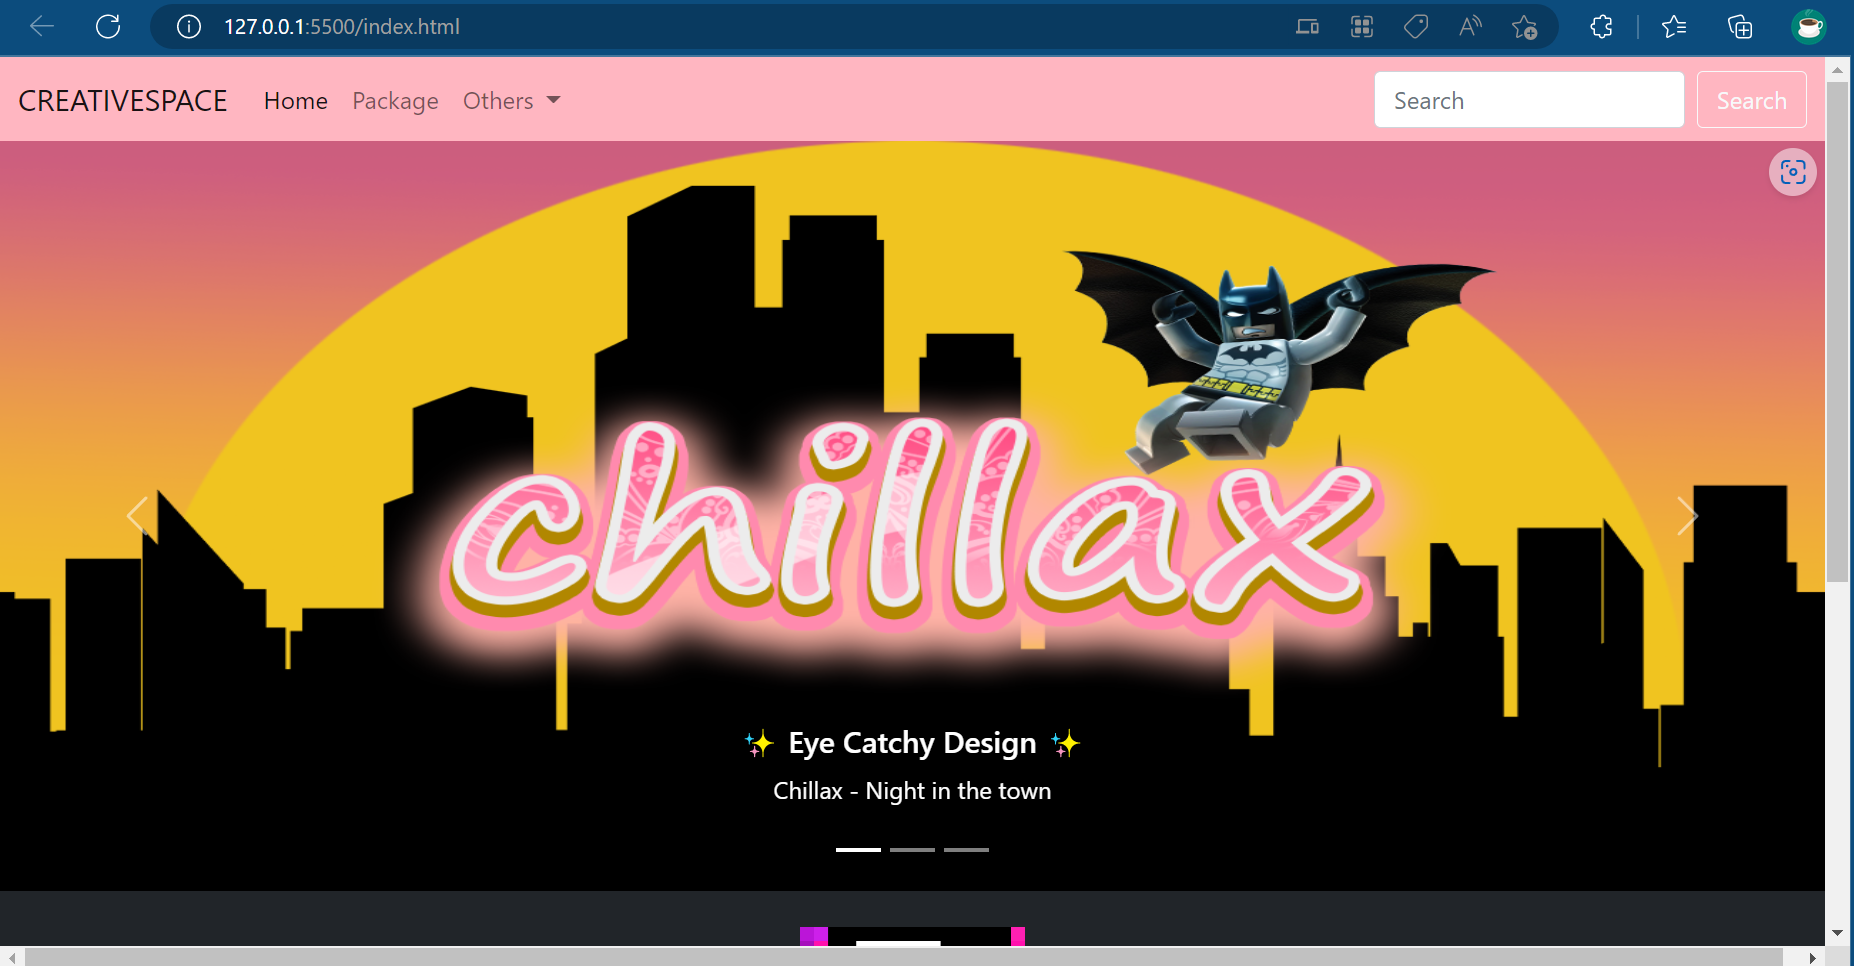 127.0.0.1:5500/index.html
CREATIVESPACE Home Package Others Search Search
chillax
✨ Eye Catchy Design ✨
Chillax - Night in the town